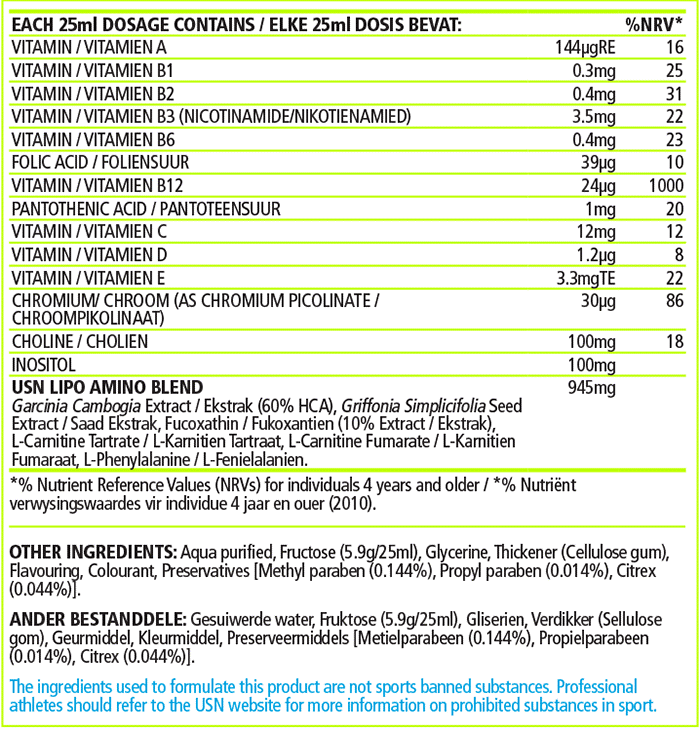 EACH 25ml DOSAGE CONTAINS / ELKE 25ml DOSIS BEVAT: %NRV*
VITAMIN / VITAMIEN A 144µgRE 16
VITAMIN / VITAMIEN B1 0.3mg 25
VITAMIN / VITAMIEN B2 0.4mg 31
VITAMIN / VITAMIEN B3 (NICOTINAMIDE/NIKOTIENAMIED) 3.5mg 22
VITAMIN / VITAMIEN B6 0.4mg 23
FOLIC ACID / FOLIENSUUR 39µg 10
VITAMIN / VITAMIEN B12 24µg 1000
PANTOTHENIC ACID / PANTOTEENSUUR 1mg 20
VITAMIN / VITAMIEN C 12mg 12
VITAMIN / VITAMIEN D 1.2µg 8
VITAMIN / VITAMIEN E 3.3mgTE 22
CHROMIUM/ CHROOM (AS CHROMIUM PICOLINATE / 30µg 86
CHROOMPIKOLINAAT)
CHOLINE / CHOLIEN 100mg 18
INOSITOL 100mg
USN LIPO AMINO BLEND 945mg
Garcinia Cambogia Extract / Ekstrak (60% HCA), Griffonia Simplicifolia Seed
Extract / Saad Ekstrak, Fucoxathin / Fukoxantien (10% Extract / Ekstrak),
L-Carnitine Tartrate / L-Karnitien Tartraat, L-Carnitine Fumarate / L-Karnitien
Fumaraat, L-Phenylalanine / L-Fenielalanien.
*% Nutrient Reference Values (NRVs) for individuals 4 years and older / *% Nutriënt
verwysingswaardes vir individue 4 jaar en ouer (2010).
OTHER INGREDIENTS: Aqua purified, Fructose (5.9g/25ml), Glycerine, Thickener (Cellulose gum),
Flavouring, Colourant, Preservatives [Methyl paraben (0.144%), Propyl paraben (0.014%), Citrex
(0.044%)].
ANDER BESTANDDELE: Gesuiwerde water, Fruktose (5.9g/25ml), Gliserien, Verdikker (Sellulose
gom), Geurmiddel, Kleurmiddel, Preserveermiddels [Metielparabeen (0.144%), Propielparabeen
(0.014%), Citrex (0.044%)].
The ingredients used to formulate this product are not sports banned substances. Professional
athletes should refer to the USN website for more information on prohibited substances in sport.